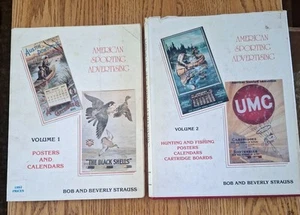 AMERICAN
SPORTING
ADVERTISING
VOLUME 1
POSTERS
AND
CALENDARS
THE BLACK SHELLS
BOB AND BEVERLY STRAUSS
AMERICAN
SPORTING
ADVERTISING
UMC
VOLUME 2
HUNTING AND FISHING
POSTERS
CALENDARS
CARTRIDGE BOARDS
BOB AND BEVERLY STRAUSS